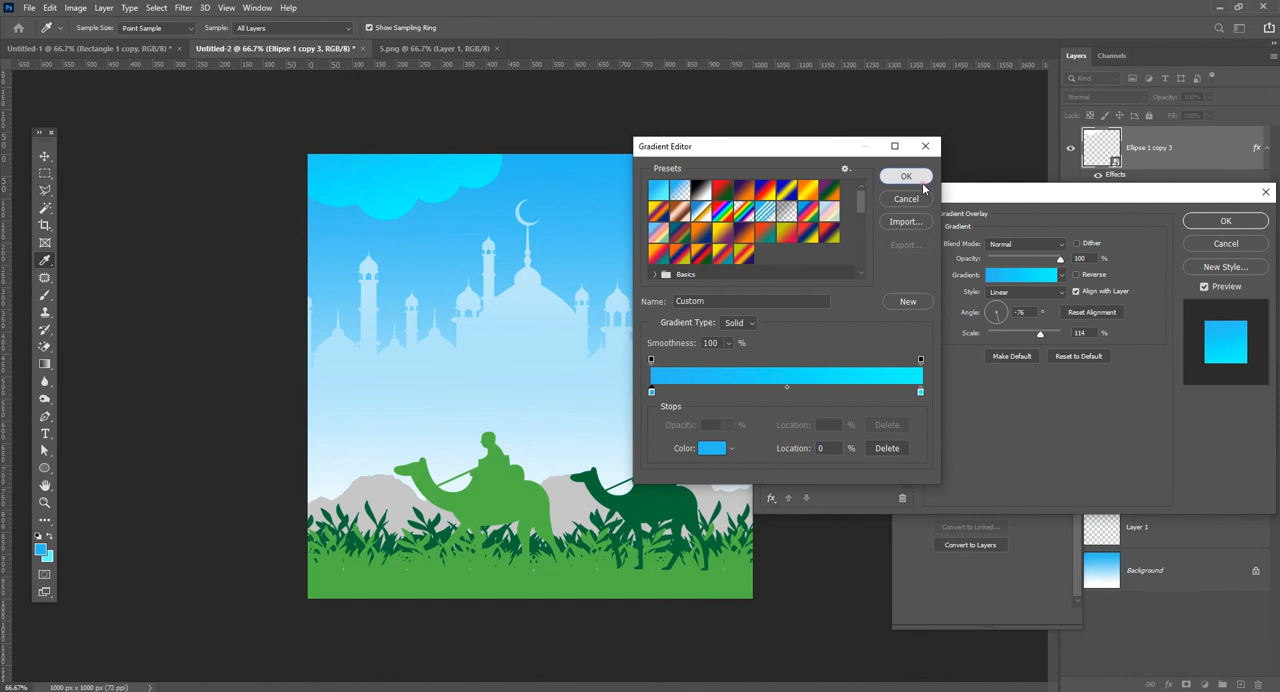 Ps File Edit Image Layer Type Select Filter 3D View Window Help
Sample Size: Point Sample Sample: All Layers Show Sampling Ring
Untitled-1 @ 66.7% (Rectangle 1 copy, RGB/8) * × Untitled-2 @ 66.7% (Ellipse 1 copy 3, RGB/8) * × 5.png @ 66.7% (Layer 1, RGB/8) ×
Layers Channels
Kind
Normal Opacity: 100%
Lock: Fill: 100%
Ellipse 1 copy 3 fx
Effects
Gradient Editor
Presets
OK
Cancel
Import...
Export...
Basics
Name: Custom New
Gradient Type: Solid
Smoothness: 100 %
Stops
Opacity: % Location: % Delete
Color: Location: 0 % Delete
Gradient Overlay
Gradient
Blend Mode: Normal Dither
Opacity: 100 %
Gradient: Reverse
Style: Linear Align with Layer
Angle: -76 ° Reset Alignment
Scale: 114 %
Make Default Reset to Default
OK
Cancel
New Style...
Preview
fx
Convert to Linked...
Convert to Layers
Layer 1
Background
66.67% 1000 px x 1000 px (72 ppi)